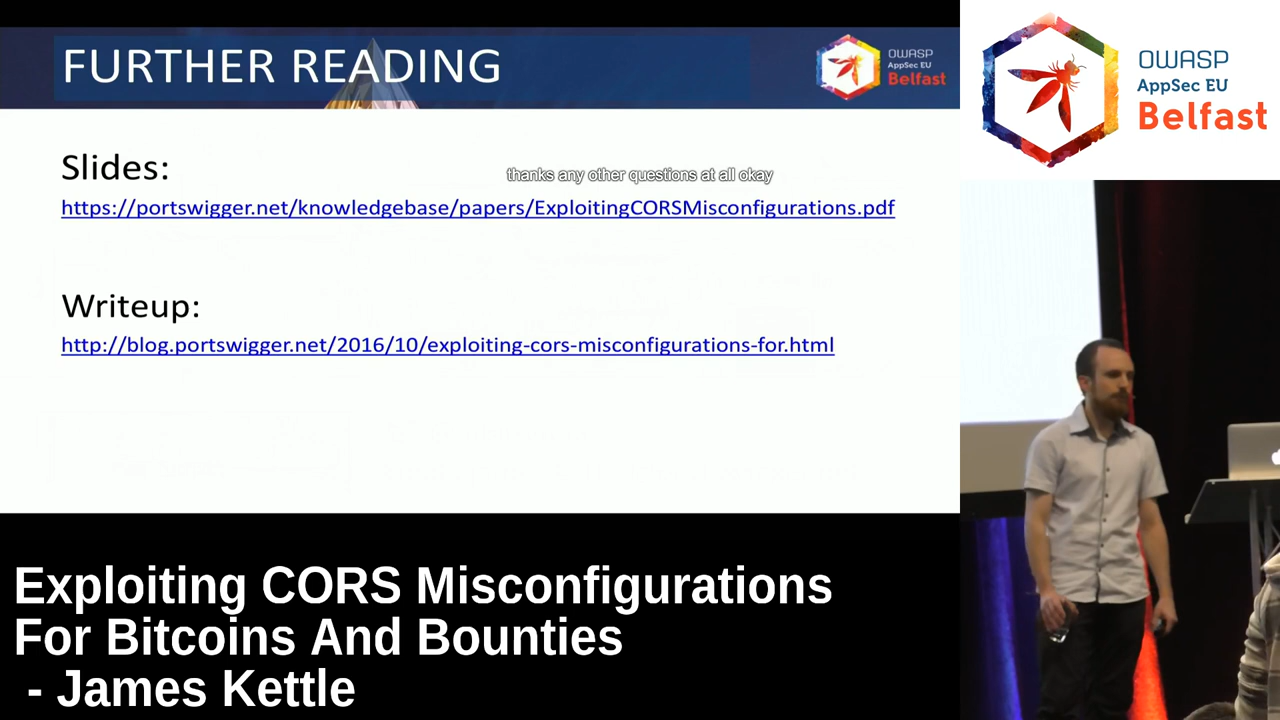 FURTHER READING
OWASP
AppSec EU
Belfast
Slides:
thanks any other questions at all okay
https://portswigger.net/knowledgebase/papers/ExploitingCORSMisconfigurations.pdf
Writeup:
http://blog.portswigger.net/2016/10/exploiting-cors-misconfigurations-for.html
OWASP
AppSec EU
Belfast
Exploiting CORS Misconfigurations
For Bitcoins And Bounties
- James Kettle